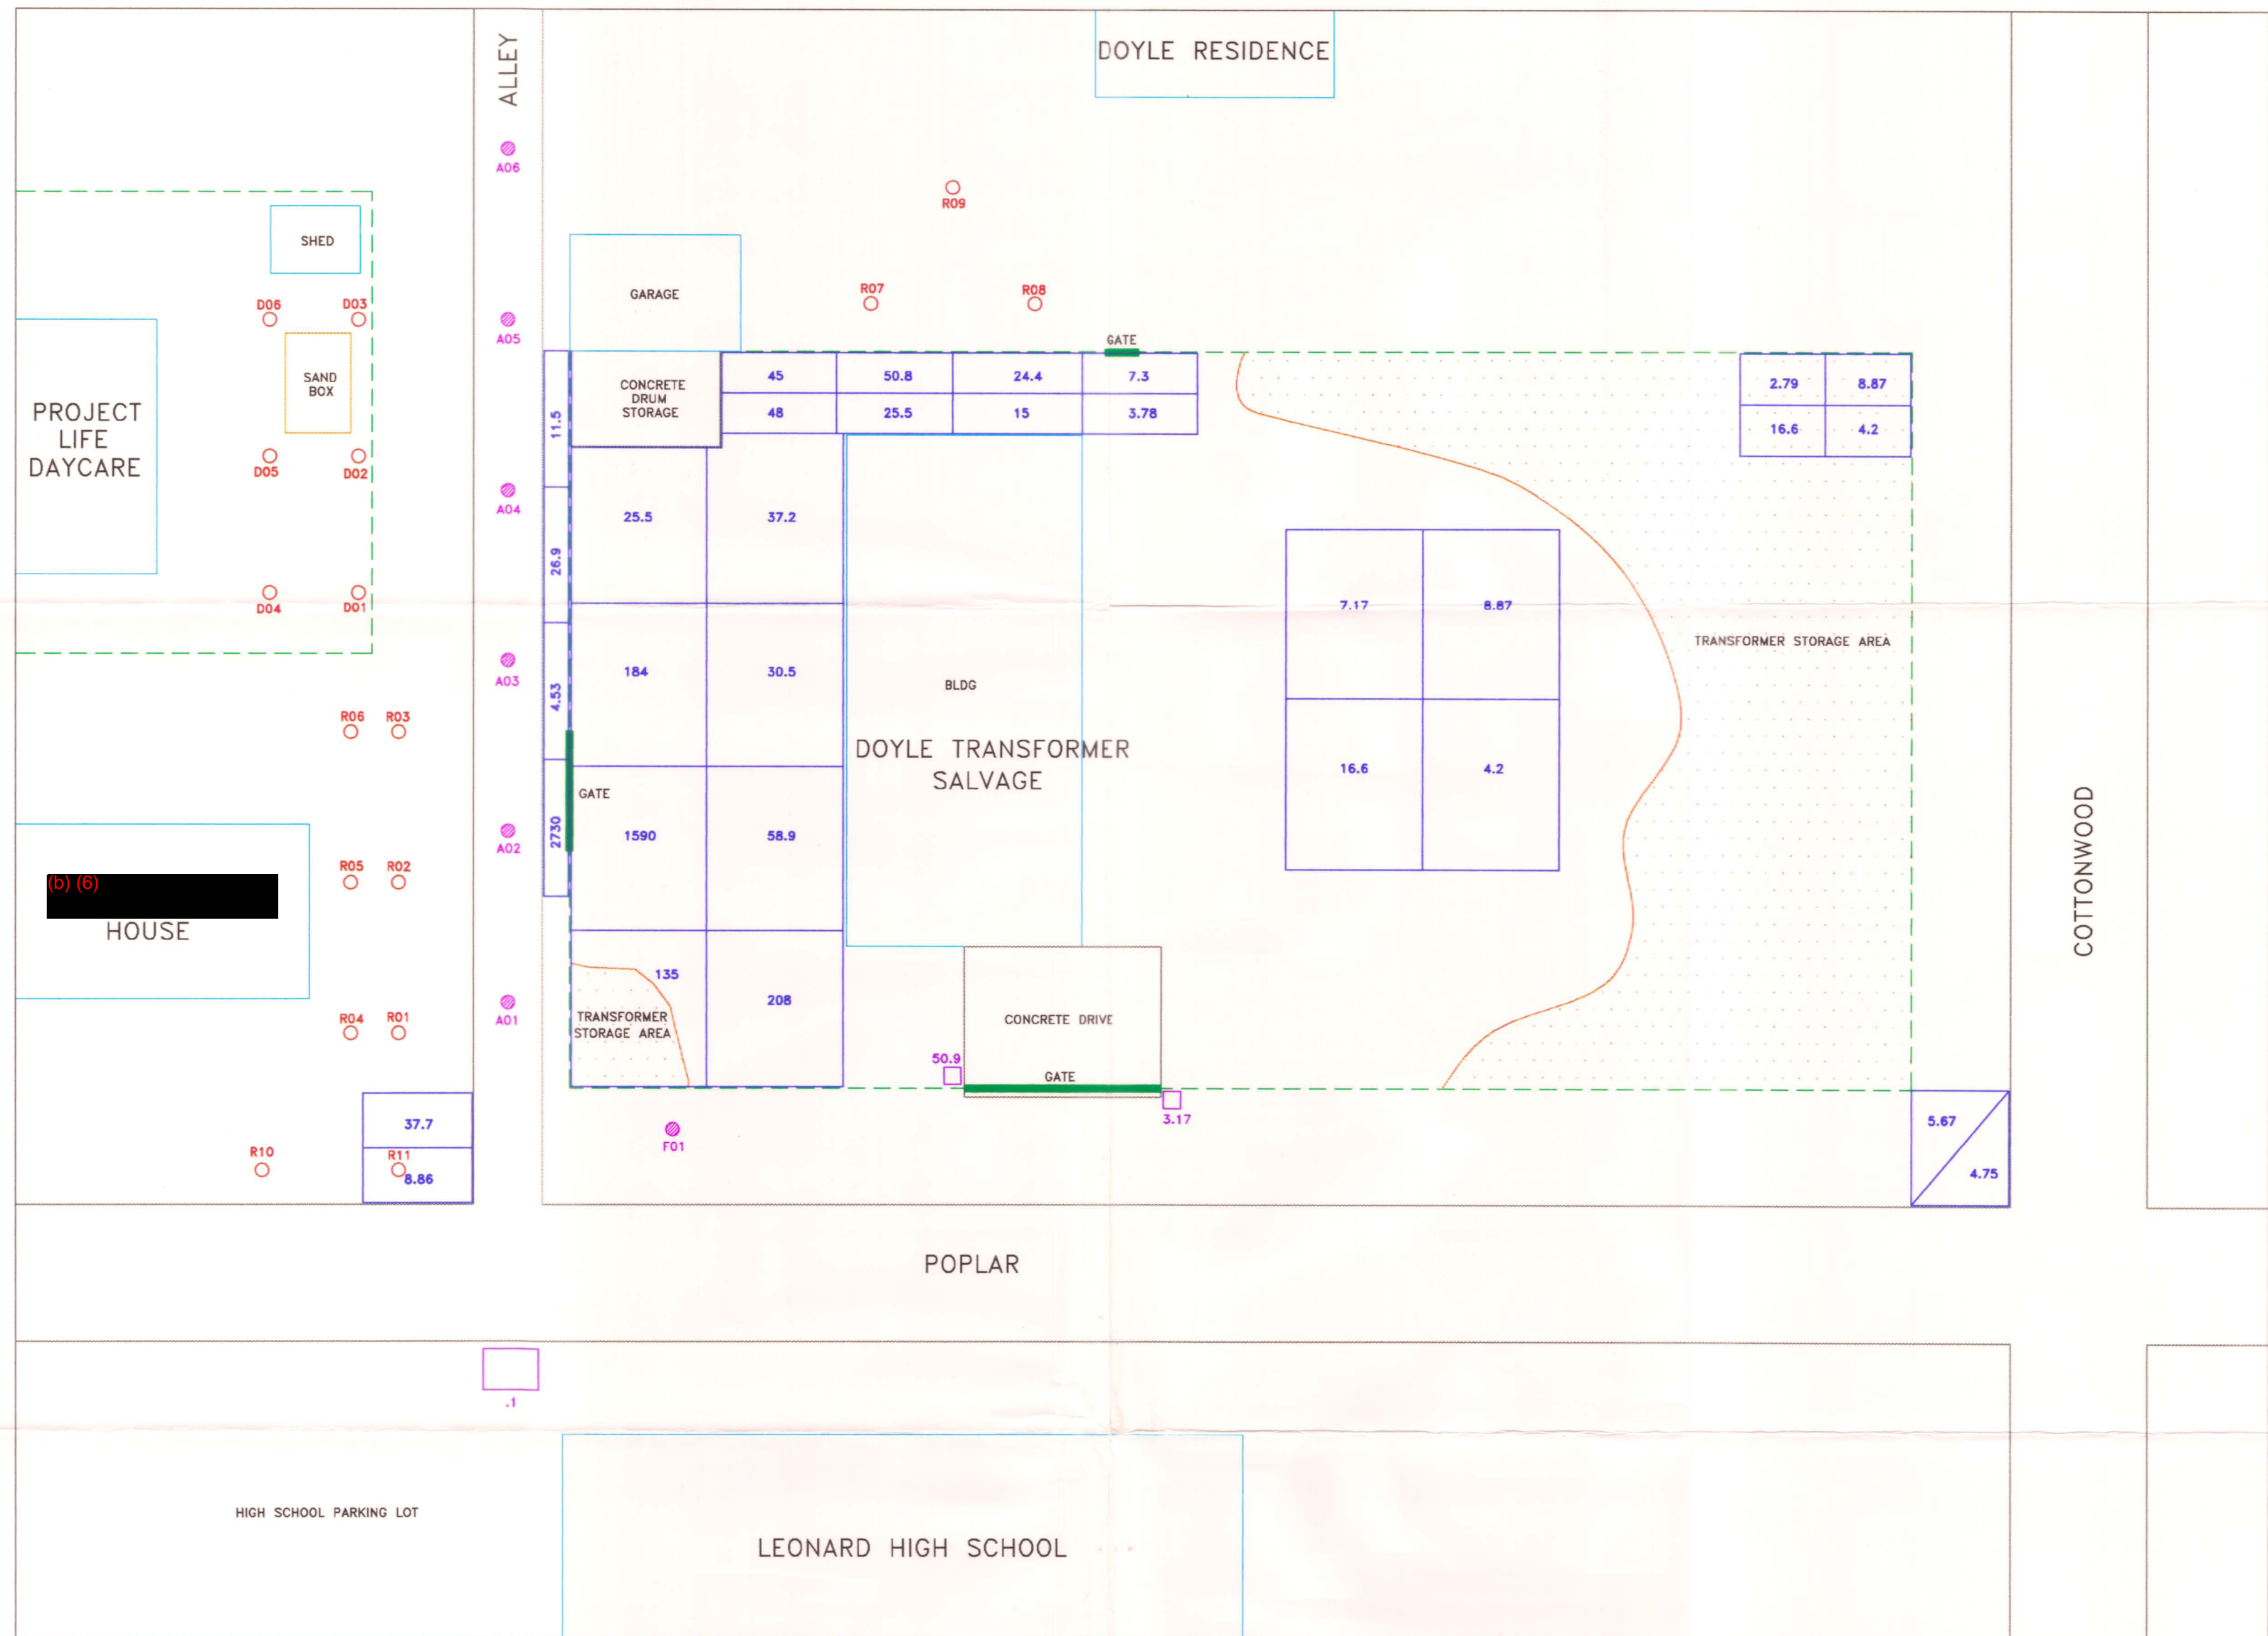 DOYLE RESIDENCE
ALLEY
A06
R09
SHED
GARAGE
R07
R08
D06
D03
A05
GATE
SAND
BOX
CONCRETE
DRUM
STORAGE
45
50.8
24.4
7.3
48
25.5
15
3.78
2.79
8.87
16.6
4.2
PROJECT
LIFE
DAYCARE
11.5
D05
D02
A04
25.5
37.2
26.9
D04
D01
7.17
8.87
TRANSFORMER STORAGE AREA
A03
4.53
184
30.5
BLDG
R06
R03
DOYLE TRANSFORMER
SALVAGE
16.6
4.2
GATE
2730
1590
58.9
A02
COTTONWOOD
R05
R02
(b) (6)
HOUSE
135
208
A01
R04
R01
TRANSFORMER
STORAGE AREA
CONCRETE DRIVE
50.9
GATE
3.17
37.7
F01
5.67
R10
R11
8.86
4.75
POPLAR
.1
HIGH SCHOOL PARKING LOT
LEONARD HIGH SCHOOL